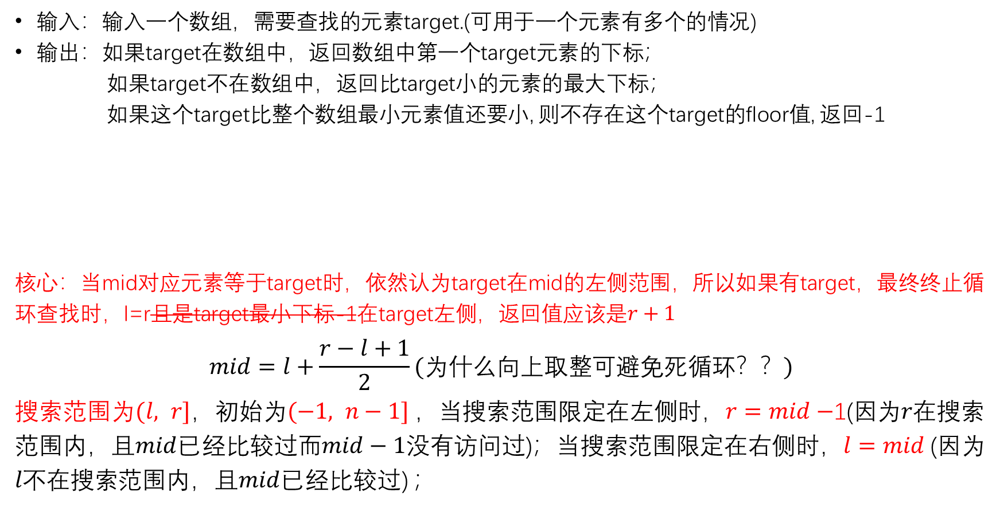 • 输入：输入一个数组，需要查找的元素target.(可用于一个元素有多个的情况)
• 输出：如果target在数组中，返回数组中第一个target元素的下标；
如果target不在数组中，返回比target小的元素的最大下标；
如果这个target比整个数组最小元素值还要小, 则不存在这个target的floor值, 返回-1
核心：当mid对应元素等于target时，依然认为target在mid的左侧范围，所以如果有target，最终终止循
环查找时，l=r且是target最小下标-1在target左侧，返回值应该是r + 1
mid = l + \frac{r − l + 1}{2} (为什么向上取整可避免死循环？？)
搜索范围为(l, r]，初始为(−1, n − 1]，当搜索范围限定在左侧时，r = mid −1(因为r在搜索
范围内，且mid已经比较过而mid − 1没有访问过)；当搜索范围限定在右侧时，l = mid (因为
l不在搜索范围内，且mid已经比较过)；